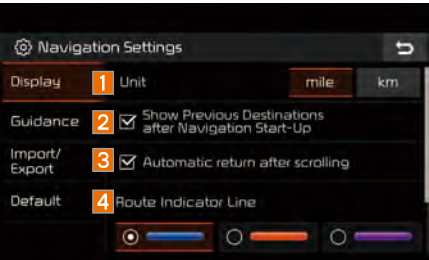 Navigation Settings
Display
1 Unit
mile
km
Guidance
2 Show Previous Destinations
after Navigation Start-Up
Import/
Export
3 Automatic return after scrolling
Default
4 Route Indicator Line